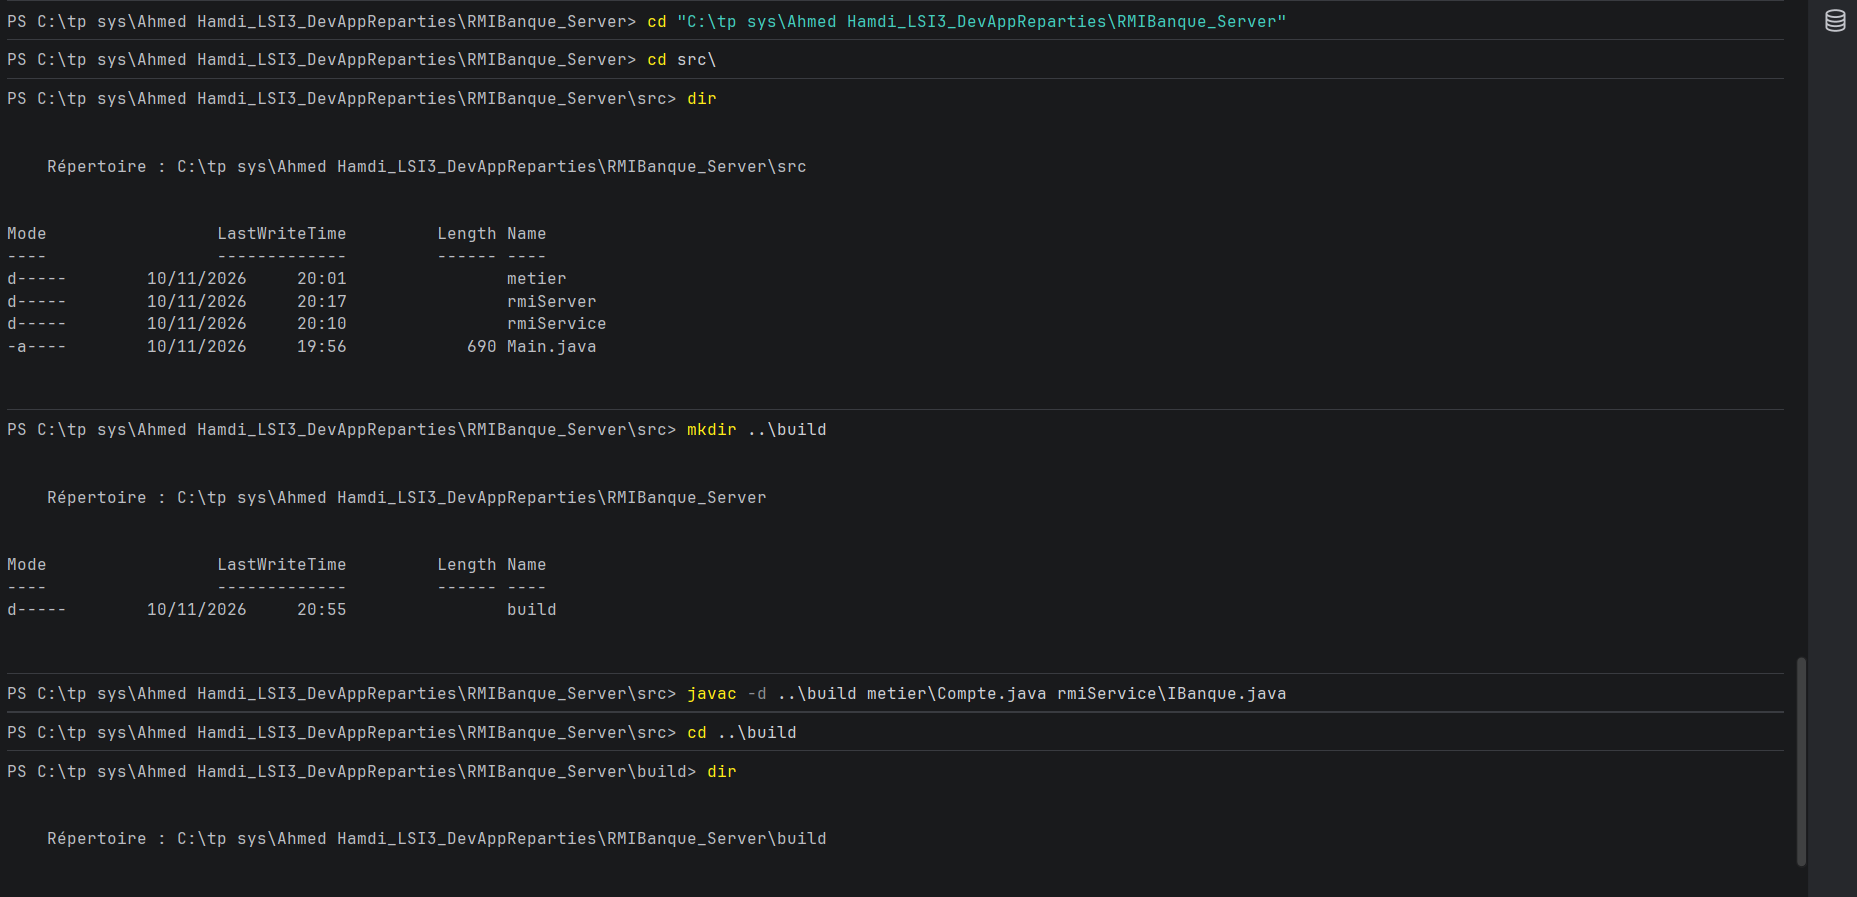 PS C:\tp sys\Ahmed Hamdi_LSI3_DevAppReparties\RMIBanque_Server> cd "C:\tp sys\Ahmed Hamdi_LSI3_DevAppReparties\RMIBanque_Server"
PS C:\tp sys\Ahmed Hamdi_LSI3_DevAppReparties\RMIBanque_Server> cd src\
PS C:\tp sys\Ahmed Hamdi_LSI3_DevAppReparties\RMIBanque_Server\src> dir
Répertoire : C:\tp sys\Ahmed Hamdi_LSI3_DevAppReparties\RMIBanque_Server\src
Mode LastWriteTime Length Name
---- ------------- ------ ----
d----- 10/11/2026 20:01 metier
d----- 10/11/2026 20:17 rmiServer
d----- 10/11/2026 20:10 rmiService
-a---- 10/11/2026 19:56 690 Main.java
PS C:\tp sys\Ahmed Hamdi_LSI3_DevAppReparties\RMIBanque_Server\src> mkdir ..\build
Répertoire : C:\tp sys\Ahmed Hamdi_LSI3_DevAppReparties\RMIBanque_Server
Mode LastWriteTime Length Name
---- ------------- ------ ----
d----- 10/11/2026 20:55 build
PS C:\tp sys\Ahmed Hamdi_LSI3_DevAppReparties\RMIBanque_Server\src> javac -d ..\build metier\Compte.java rmiService\IBanque.java
PS C:\tp sys\Ahmed Hamdi_LSI3_DevAppReparties\RMIBanque_Server\src> cd ..\build
PS C:\tp sys\Ahmed Hamdi_LSI3_DevAppReparties\RMIBanque_Server\build> dir
Répertoire : C:\tp sys\Ahmed Hamdi_LSI3_DevAppReparties\RMIBanque_Server\build